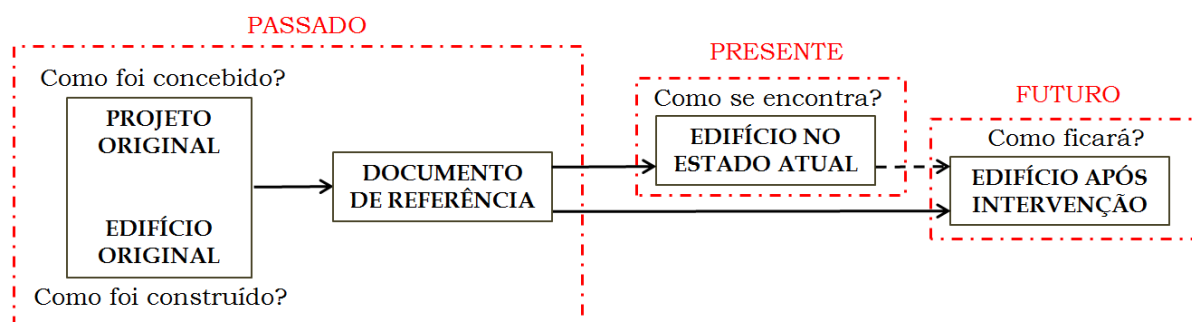 PASSADO
Como foi concebido?
PROJETO
ORIGINAL
EDIFÍCIO
ORIGINAL
Como foi construído?
DOCUMENTO
DE REFERÊNCIA
PRESENTE
Como se encontra?
EDIFÍCIO NO
ESTADO ATUAL
FUTURO
Como ficará?
EDIFÍCIO APÓS
INTERVENÇÃO